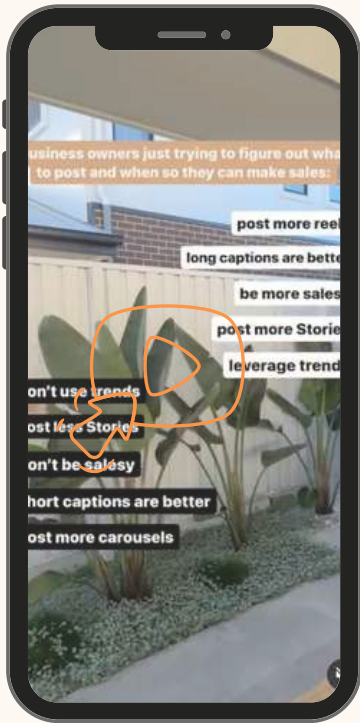 usiness owners just trying to figure out wha
to post and when so they can make sales:
post more reel
long captions are bette
be more sales
post more Storie
leverage trend
on't use trends
ost less Stories
on't be salesy
hort captions are better
ost more carousels